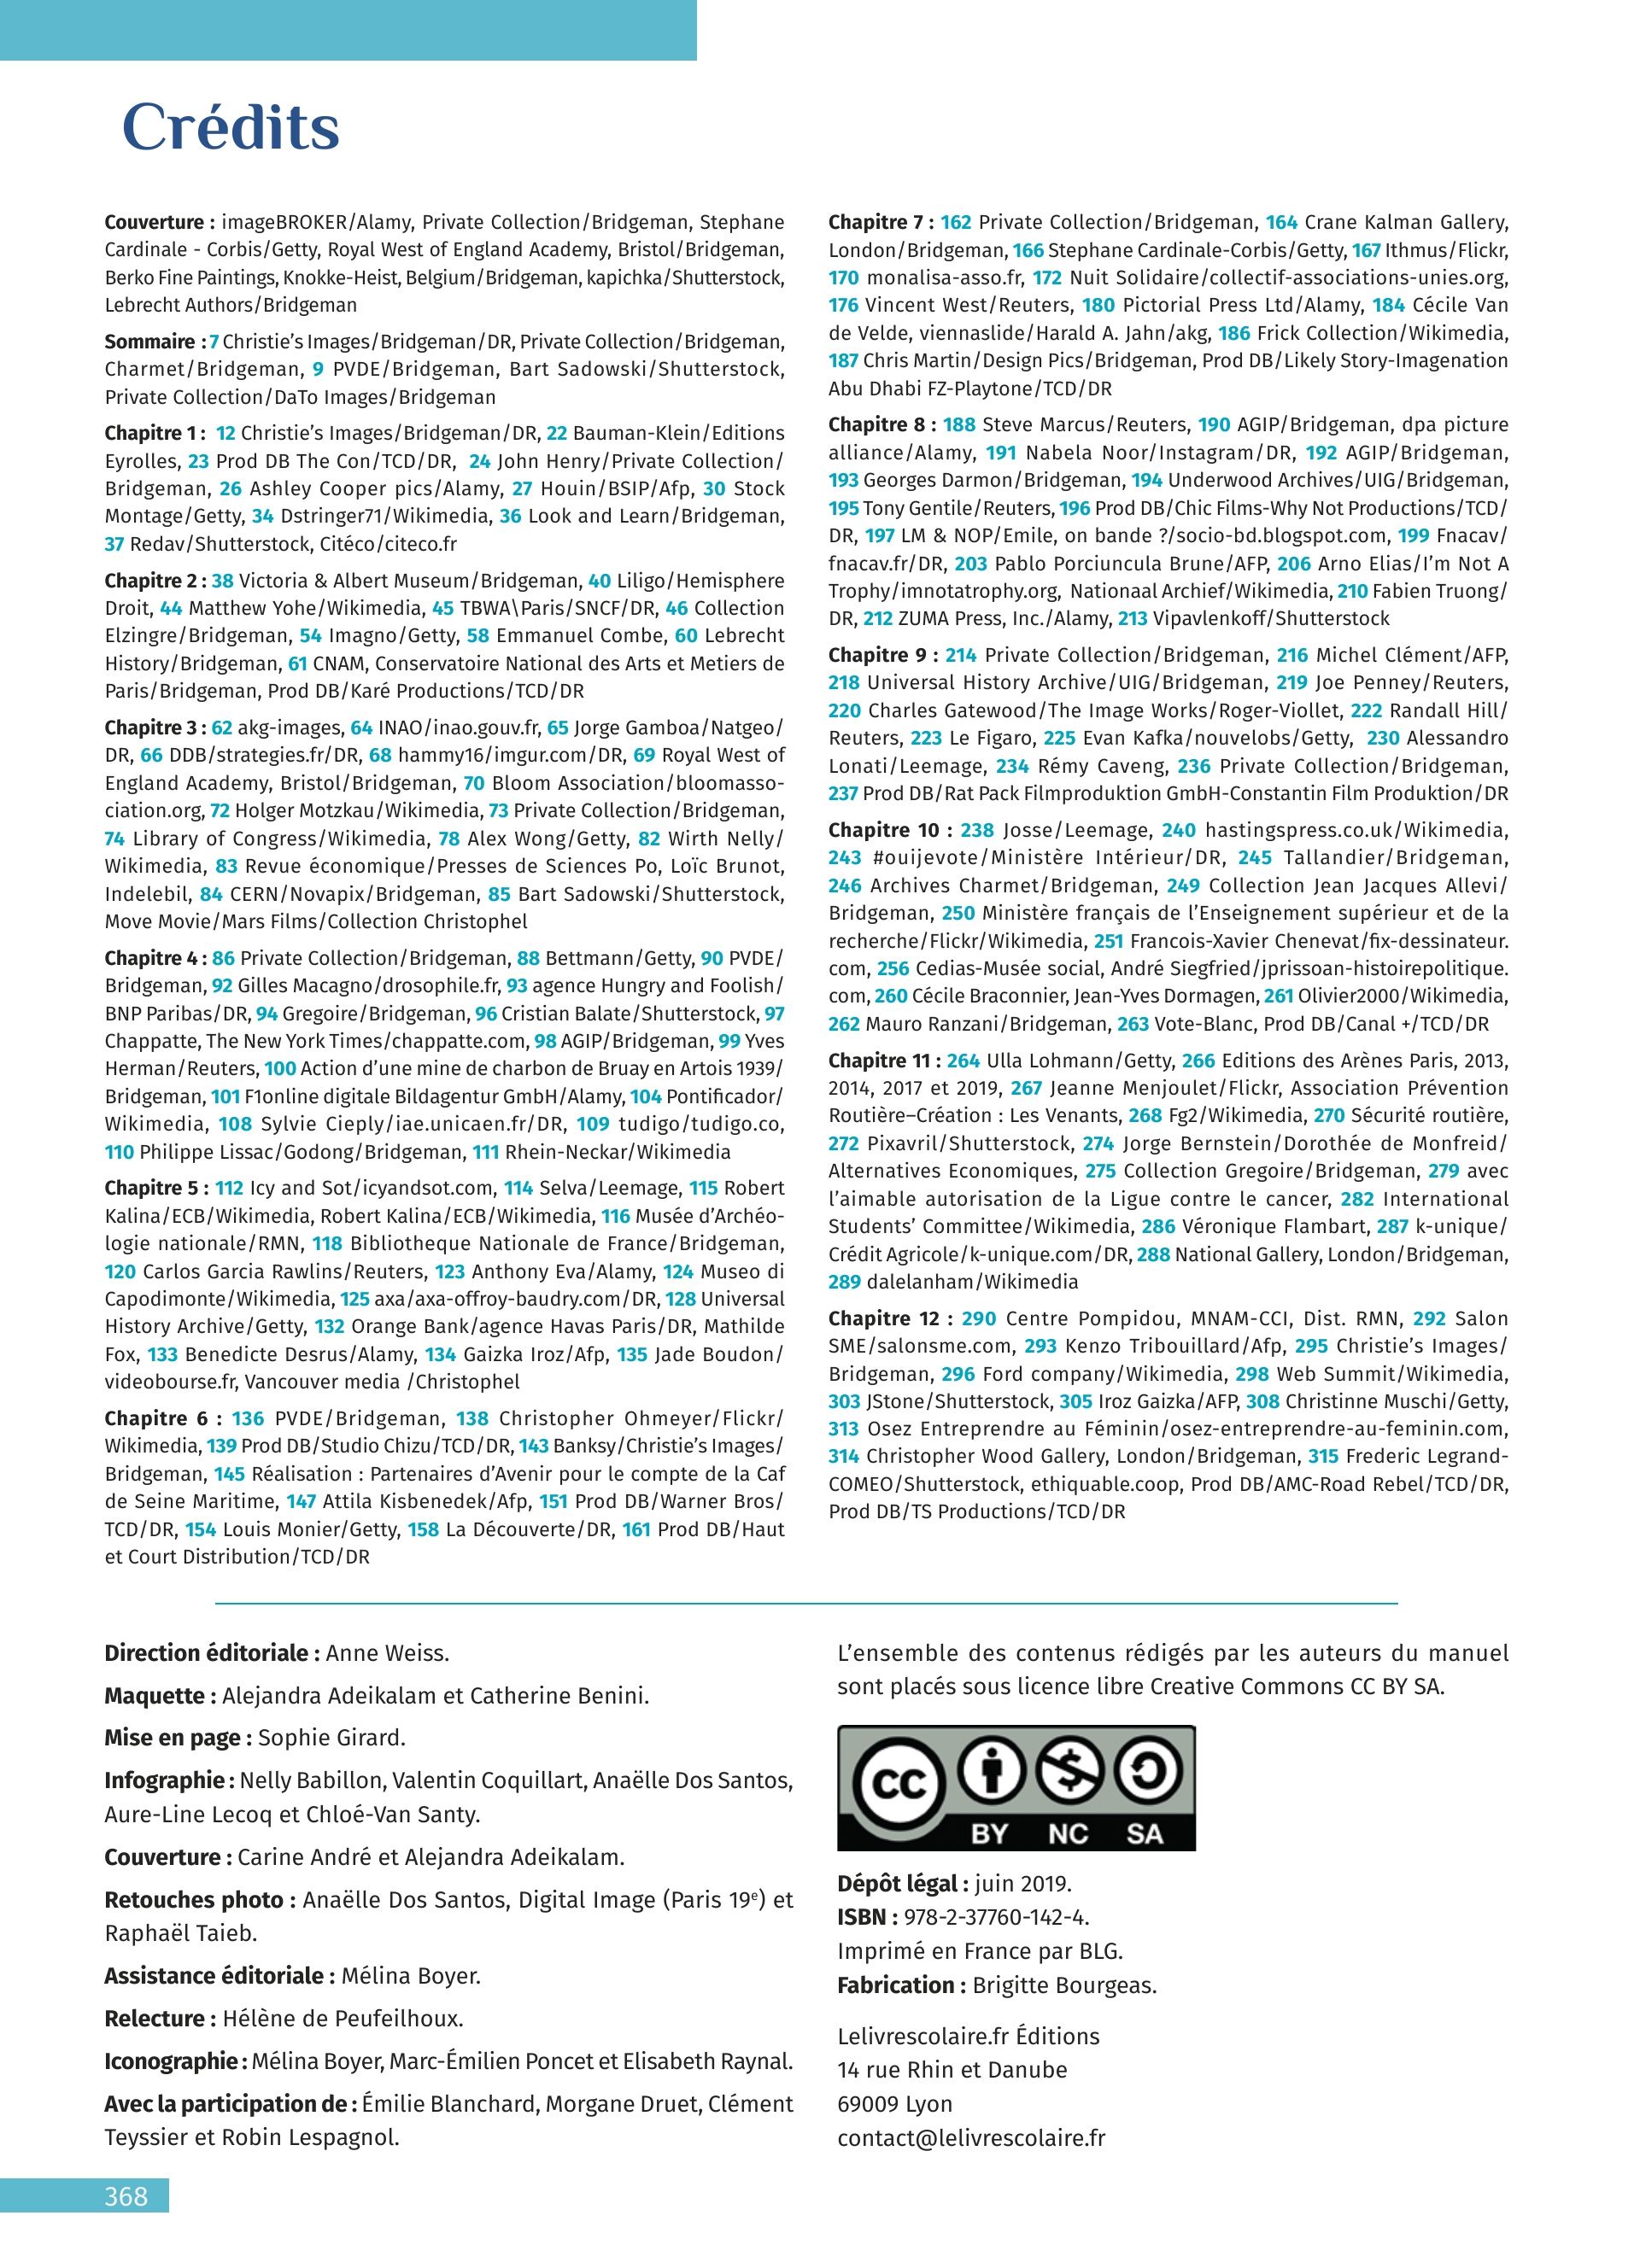 Crédits
Couverture : imageBROKER/Alamy, Private Collection/Bridgeman, Stephane
Cardinale - Corbis/Getty, Royal West of England Academy, Bristol/Bridgeman,
Berko Fine Paintings, Knokke-Heist, Belgium/Bridgeman, kapichka/Shutterstock,
Lebrecht Authors/Bridgeman
Sommaire : 7 Christie’s Images/Bridgeman/DR, Private Collection/Bridgeman,
Charmet/Bridgeman, 9 PVDE/Bridgeman, Bart Sadowski/Shutterstock,
Private Collection/DaTo Images/Bridgeman
Chapitre 1 : 12 Christie’s Images/Bridgeman/DR, 22 Bauman-Klein/Editions
Eyrolles, 23 Prod DB The Con/TCD/DR, 24 John Henry/Private Collection/
Bridgeman, 26 Ashley Cooper pics/Alamy, 27 Houin/BSIP/Afp, 30 Stock
Montage/Getty, 34 Dstringer71/Wikimedia, 36 Look and Learn/Bridgeman,
37 Redav/Shutterstock, Citéco/citeco.fr
Chapitre 2 : 38 Victoria & Albert Museum/Bridgeman, 40 Liligo/Hemisphere
Droit, 44 Matthew Yohe/Wikimedia, 45 TBWA\Paris/SNCF/DR, 46 Collection
Elzingre/Bridgeman, 54 Imagno/Getty, 58 Emmanuel Combe, 60 Lebrecht
History/Bridgeman, 61 CNAM, Conservatoire National des Arts et Metiers de
Paris/Bridgeman, Prod DB/Karé Productions/TCD/DR
Chapitre 3 : 62 akg-images, 64 INAO/inao.gouv.fr, 65 Jorge Gamboa/Natgeo/
DR, 66 DDB/strategies.fr/DR, 68 hammy16/imgur.com/DR, 69 Royal West of
England Academy, Bristol/Bridgeman, 70 Bloom Association/bloomasso-
ciation.org, 72 Holger Motzkau/Wikimedia, 73 Private Collection/Bridgeman,
74 Library of Congress/Wikimedia, 78 Alex Wong/Getty, 82 Wirth Nelly/
Wikimedia, 83 Revue économique/Presses de Sciences Po, Loïc Brunot,
Indelebil, 84 CERN/Novapix/Bridgeman, 85 Bart Sadowski/Shutterstock,
Move Movie/Mars Films/Collection Christophel
Chapitre 4 : 86 Private Collection/Bridgeman, 88 Bettmann/Getty, 90 PVDE/
Bridgeman, 92 Gilles Macagno/drosophile.fr, 93 agence Hungry and Foolish/
BNP Paribas/DR, 94 Gregoire/Bridgeman, 96 Cristian Balate/Shutterstock, 97
Chappatte, The New York Times/chappatte.com, 98 AGIP/Bridgeman, 99 Yves
Herman/Reuters, 100 Action d’une mine de charbon de Bruay en Artois 1939/
Bridgeman, 101 F1online digitale Bildagentur GmbH/Alamy, 104 Pontificador/
Wikimedia, 108 Sylvie Cieply/iae.unicaen.fr/DR, 109 tudigo/tudigo.co,
110 Philippe Lissac/Godong/Bridgeman, 111 Rhein-Neckar/Wikimedia
Chapitre 5 : 112 Icy and Sot/icyandsot.com, 114 Selva/Leemage, 115 Robert
Kalina/ECB/Wikimedia, Robert Kalina/ECB/Wikimedia, 116 Musée d’Archéo-
logie nationale/RMN, 118 Bibliotheque Nationale de France/Bridgeman,
120 Carlos Garcia Rawlins/Reuters, 123 Anthony Eva/Alamy, 124 Museo di
Capodimonte/Wikimedia, 125 axa/axa-offroy-baudry.com/DR, 128 Universal
History Archive/Getty, 132 Orange Bank/agence Havas Paris/DR, Mathilde
Fox, 133 Benedicte Desrus/Alamy, 134 Gaizka Iroz/Afp, 135 Jade Boudon/
videobourse.fr, Vancouver media /Christophel
Chapitre 6 : 136 PVDE/Bridgeman, 138 Christopher Ohmeyer/Flickr/
Wikimedia, 139 Prod DB/Studio Chizu/TCD/DR, 143 Banksy/Christie’s Images/
Bridgeman, 145 Réalisation : Partenaires d’Avenir pour le compte de la Caf
de Seine Maritime, 147 Attila Kisbenedek/Afp, 151 Prod DB/Warner Bros/
TCD/DR, 154 Louis Monier/Getty, 158 La Découverte/DR, 161 Prod DB/Haut
et Court Distribution/TCD/DR
Chapitre 7 : 162 Private Collection/Bridgeman, 164 Crane Kalman Gallery,
London/Bridgeman, 166 Stephane Cardinale-Corbis/Getty, 167 Ithmus/Flickr,
170 monalisa-asso.fr, 172 Nuit Solidaire/collectif-associations-unies.org,
176 Vincent West/Reuters, 180 Pictorial Press Ltd/Alamy, 184 Cécile Van
de Velde, viennaslide/Harald A. Jahn/akg, 186 Frick Collection/Wikimedia,
187 Chris Martin/Design Pics/Bridgeman, Prod DB/Likely Story-Imagenation
Abu Dhabi FZ-Playtone/TCD/DR
Chapitre 8 : 188 Steve Marcus/Reuters, 190 AGIP/Bridgeman, dpa picture
alliance/Alamy, 191 Nabela Noor/Instagram/DR, 192 AGIP/Bridgeman,
193 Georges Darmon/Bridgeman, 194 Underwood Archives/UIG/Bridgeman,
195 Tony Gentile/Reuters, 196 Prod DB/Chic Films-Why Not Productions/TCD/
DR, 197 LM & NOP/Emile, on bande ?/socio-bd.blogspot.com, 199 Fnacav/
fnacav.fr/DR, 203 Pablo Porciuncula Brune/AFP, 206 Arno Elias/I’m Not A
Trophy/imnotatrophy.org, Nationaal Archief/Wikimedia, 210 Fabien Truong/
DR, 212 ZUMA Press, Inc./Alamy, 213 Vipavlenkoff/Shutterstock
Chapitre 9 : 214 Private Collection/Bridgeman, 216 Michel Clément/AFP,
218 Universal History Archive/UIG/Bridgeman, 219 Joe Penney/Reuters,
220 Charles Gatewood/The Image Works/Roger-Viollet, 222 Randall Hill/
Reuters, 223 Le Figaro, 225 Evan Kafka/nouvelobs/Getty, 230 Alessandro
Lonati/Leemage, 234 Rémy Caveng, 236 Private Collection/Bridgeman,
237 Prod DB/Rat Pack Filmproduktion GmbH-Constantin Film Produktion/DR
Chapitre 10 : 238 Josse/Leemage, 240 hastingspress.co.uk/Wikimedia,
243 #ouijevote/Ministère Intérieur/DR, 245 Tallandier/Bridgeman,
246 Archives Charmet/Bridgeman, 249 Collection Jean Jacques Allevi/
Bridgeman, 250 Ministère français de l’Enseignement supérieur et de la
recherche/Flickr/Wikimedia, 251 Francois-Xavier Chenevat/fix-dessinateur.
com, 256 Cedias-Musée social, André Siegfried/jprissoan-histoirepolitique.
com, 260 Cécile Braconnier, Jean-Yves Dormagen, 261 Olivier2000/Wikimedia,
262 Mauro Ranzani/Bridgeman, 263 Vote-Blanc, Prod DB/Canal +/TCD/DR
Chapitre 11 : 264 Ulla Lohmann/Getty, 266 Editions des Arènes Paris, 2013,
2014, 2017 et 2019, 267 Jeanne Menjoulet/Flickr, Association Prévention
Routière–Création : Les Venants, 268 Fg2/Wikimedia, 270 Sécurité routière,
272 Pixavril/Shutterstock, 274 Jorge Bernstein/Dorothée de Monfreid/
Alternatives Economiques, 275 Collection Gregoire/Bridgeman, 279 avec
l’aimable autorisation de la Ligue contre le cancer, 282 International
Students’ Committee/Wikimedia, 286 Véronique Flambart, 287 k-unique/
Crédit Agricole/k-unique.com/DR, 288 National Gallery, London/Bridgeman,
289 dalelanham/Wikimedia
Chapitre 12 : 290 Centre Pompidou, MNAM-CCI, Dist. RMN, 292 Salon
SME/salonsme.com, 293 Kenzo Tribouillard/Afp, 295 Christie’s Images/
Bridgeman, 296 Ford company/Wikimedia, 298 Web Summit/Wikimedia,
303 JStone/Shutterstock, 305 Iroz Gaizka/AFP, 308 Christinne Muschi/Getty,
313 Osez Entreprendre au Féminin/osez-entreprendre-au-feminin.com,
314 Christopher Wood Gallery, London/Bridgeman, 315 Frederic Legrand-
COMEO/Shutterstock, ethiquable.coop, Prod DB/AMC-Road Rebel/TCD/DR,
Prod DB/TS Productions/TCD/DR
Direction éditoriale : Anne Weiss.
Maquette : Alejandra Adeikalam et Catherine Benini.
Mise en page : Sophie Girard.
Infographie : Nelly Babillon, Valentin Coquillart, Anaëlle Dos Santos,
Aure-Line Lecoq et Chloé-Van Santy.
Couverture : Carine André et Alejandra Adeikalam.
Retouches photo : Anaëlle Dos Santos, Digital Image (Paris 19e) et
Raphaël Taieb.
Assistance éditoriale : Mélina Boyer.
Relecture : Hélène de Peufeilhoux.
Iconographie : Mélina Boyer, Marc-Émilien Poncet et Elisabeth Raynal.
Avec la participation de : Émilie Blanchard, Morgane Druet, Clément
Teyssier et Robin Lespagnol.
L’ensemble des contenus rédigés par les auteurs du manuel
sont placés sous licence libre Creative Commons CC BY SA.
CC
BY NC SA
Dépôt légal : juin 2019.
ISBN : 978-2-37760-142-4.
Imprimé en France par BLG.
Fabrication : Brigitte Bourgeas.
Lelivrescolaire.fr Éditions
14 rue Rhin et Danube
69009 Lyon
contact@lelivrescolaire.fr
368